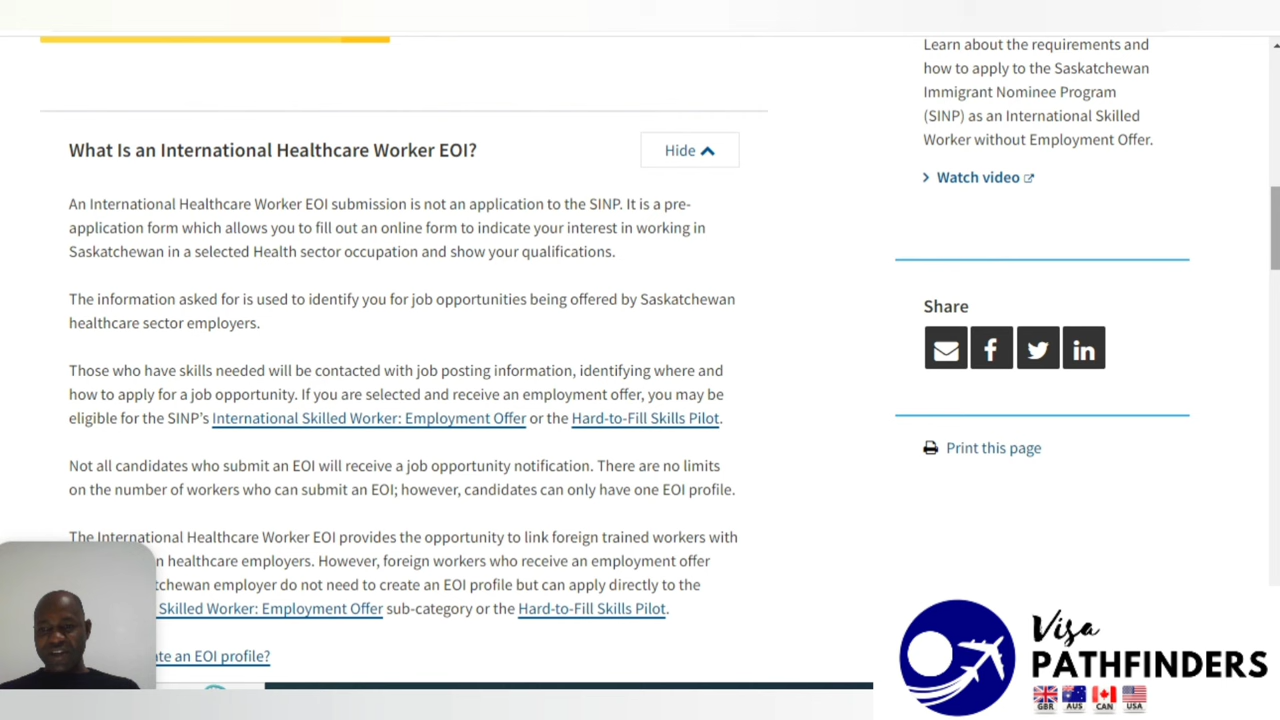 What Is an International Healthcare Worker EOI?
Hide
An International Healthcare Worker EOI submission is not an application to the SINP. It is a pre-
application form which allows you to fill out an online form to indicate your interest in working in
Saskatchewan in a selected Health sector occupation and show your qualifications.
The information asked for is used to identify you for job opportunities being offered by Saskatchewan
healthcare sector employers.
Those who have skills needed will be contacted with job posting information, identifying where and
how to apply for a job opportunity. If you are selected and receive an employment offer, you may be
eligible for the SINP’s International Skilled Worker: Employment Offer or the Hard-to-Fill Skills Pilot.
Not all candidates who submit an EOI will receive a job opportunity notification. There are no limits
on the number of workers who can submit an EOI; however, candidates can only have one EOI profile.
The International Healthcare Worker EOI provides the opportunity to link foreign trained workers with
healthcare employers. However, foreign workers who receive an employment offer
employer do not need to create an EOI profile but can apply directly to the
Skilled Worker: Employment Offer sub-category or the Hard-to-Fill Skills Pilot.
an EOI profile?
Learn about the requirements and
how to apply to the Saskatchewan
Immigrant Nominee Program
(SINP) as an International Skilled
Worker without Employment Offer.
Watch video
Share
Print this page
Visa
PATHFINDERS
GBR AUS CAN USA